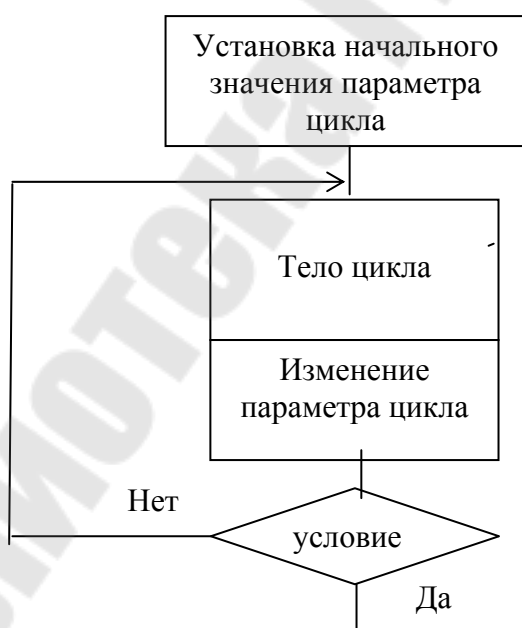 Установка начального
значения параметра
цикла
Тело цикла
Изменение
параметра цикла
Нет
условие
Да